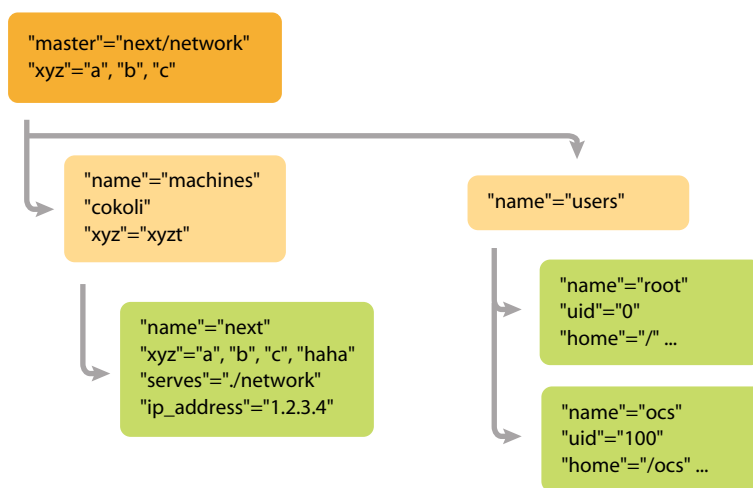 "master"="next/network"
"xyz"="a", "b", "c"
"name"="machines"
"cokoli"
"xyz"="xyzt"
"name"="users"
"name"="next"
"xyz"="a", "b", "c", "haha"
"serves"="./network"
"ip_address"="1.2.3.4"
"name"="root"
"uid"="0"
"home"="/" ...
"name"="ocs"
"uid"="100"
"home"="/ocs" ...